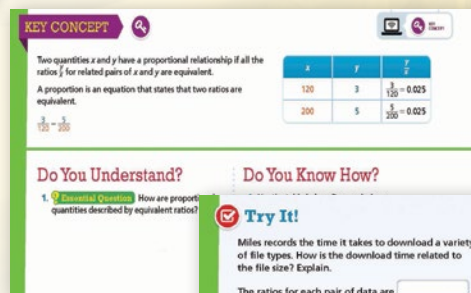 KEY CONCEPT
KEY
CONCEPT
Two quantities x and y have a proportional relationship if all the
ratios y/x for related pairs of x and y are equivalent.
A proportion is an equation that states that two ratios are
equivalent.
3/120 = 5/200
x y y/x
120 3 3/120 = 0.025
200 5 5/200 = 0.025
Do You Understand?
1. Essential Question How are proportional
quantities described by equivalent ratios?
Do You Know How?
Try It!
Miles records the time it takes to download a variety
of file types. How is the download time related to
the file size? Explain.
The ratios for each pair of data are